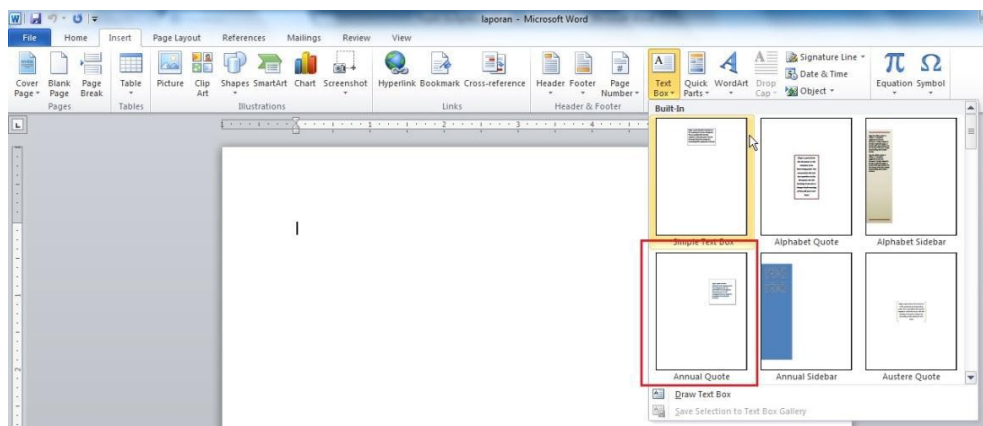 laporan - Microsoft Word
File Home Insert Page Layout References Mailings Review View
Cover Page Blank Page Page Break Table Picture Clip Art Shapes SmartArt Chart Screenshot Hyperlink Bookmark Cross-reference Header Footer Page Number Text Box Quick Parts WordArt Drop Cap Signature Line Date & Time Object Equation Symbol
Pages Tables Illustrations Links Header & Footer
Built-In
Simple Text Box Alphabet Quote Alphabet Sidebar
Annual Quote Annual Sidebar Austere Quote
Draw Text Box
Save Selection to Text Box Gallery